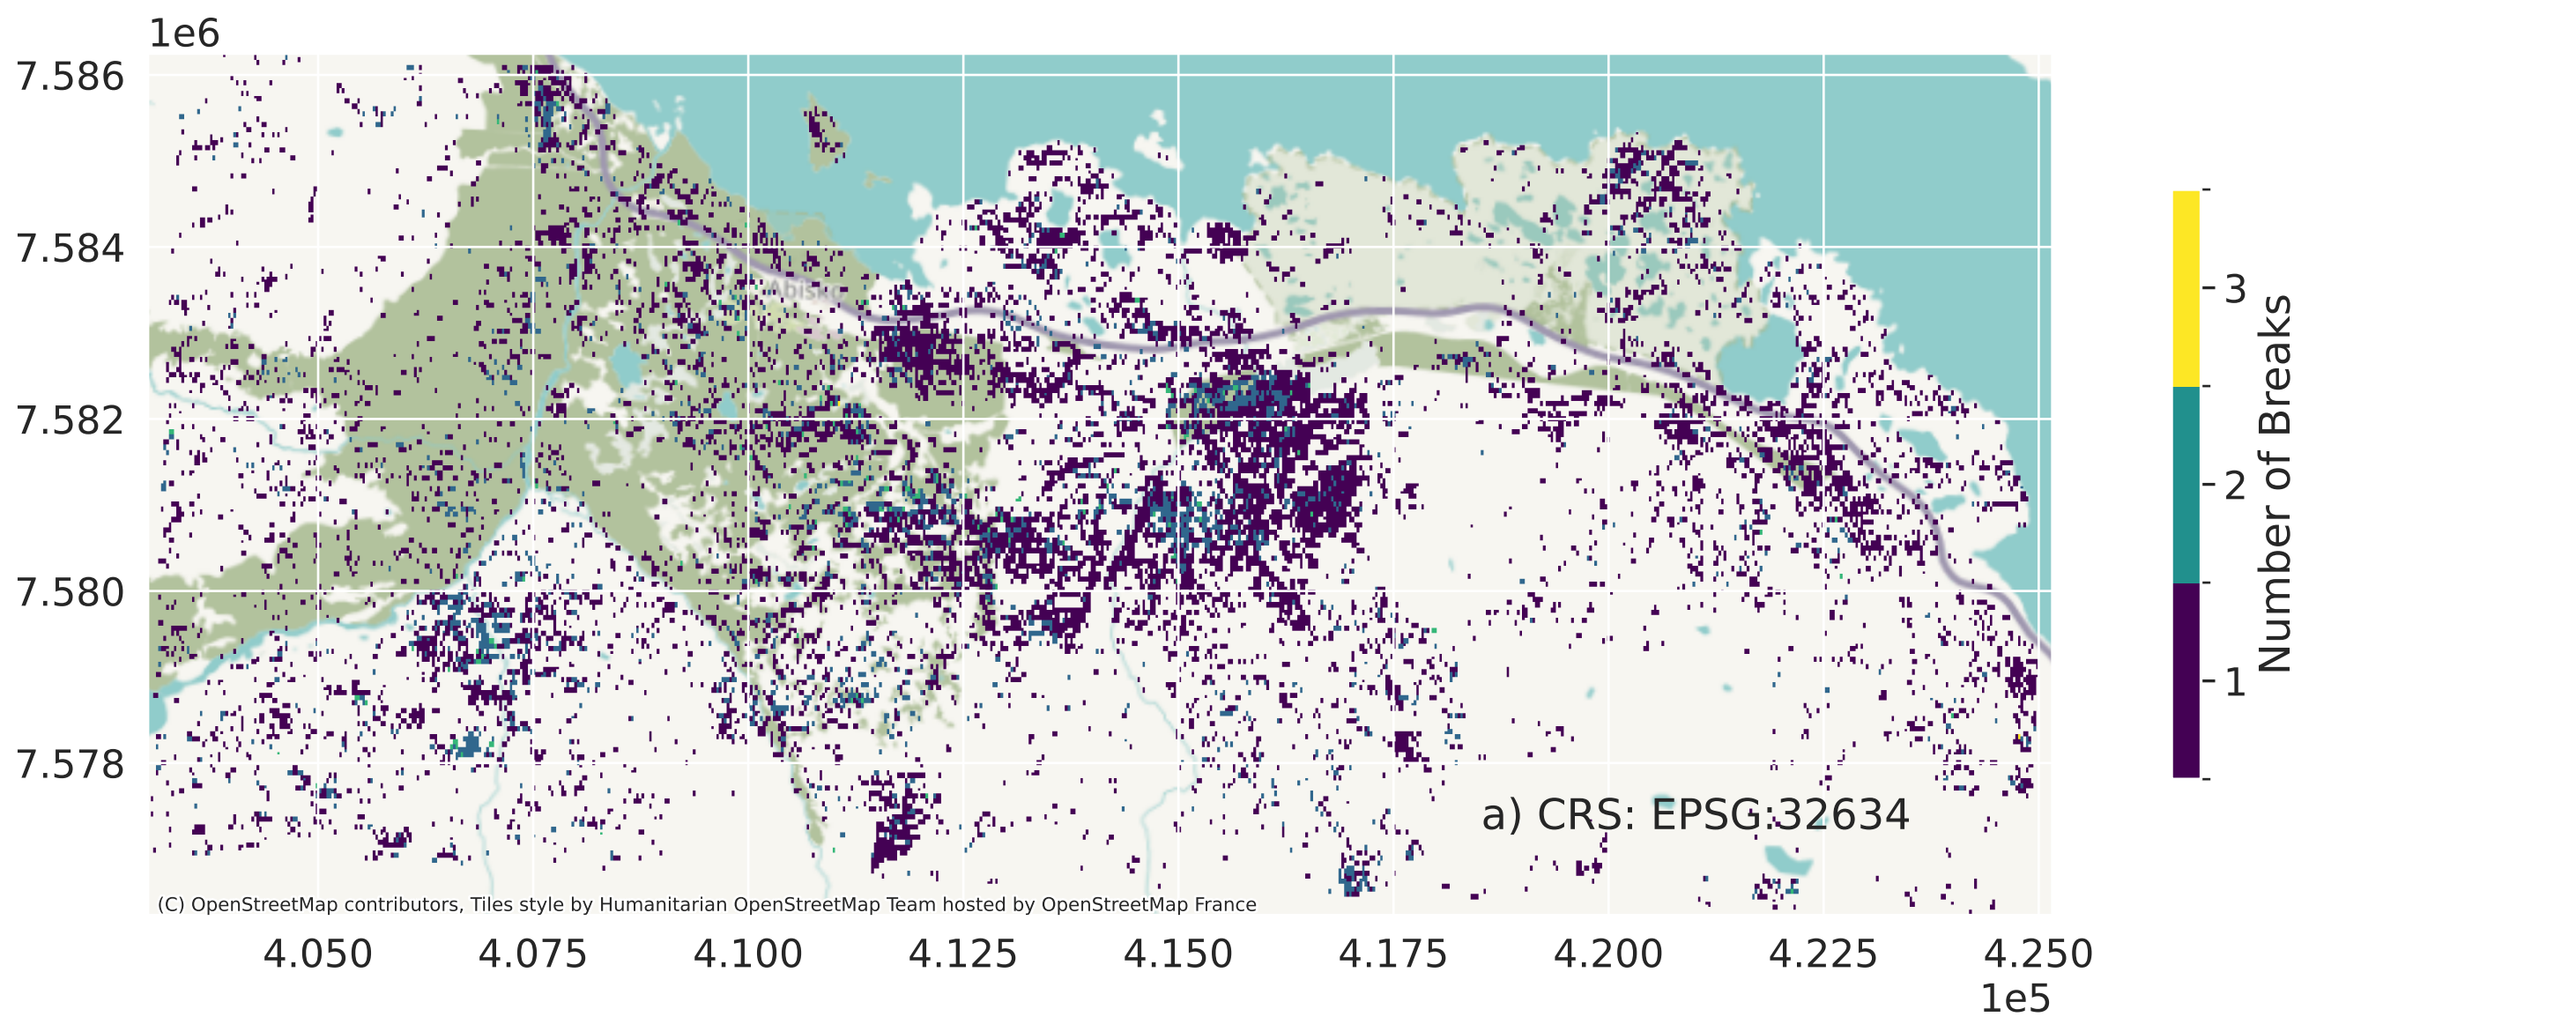 1e6
7.586
7.584
7.582
7.580
7.578
Abisko
3
2
1
Number of Breaks
a) CRS: EPSG:32634
(C) OpenStreetMap contributors, Tiles style by Humanitarian OpenStreetMap Team hosted by OpenStreetMap France
4.050 4.075 4.100 4.125 4.150 4.175 4.200 4.225 4.250
1e5